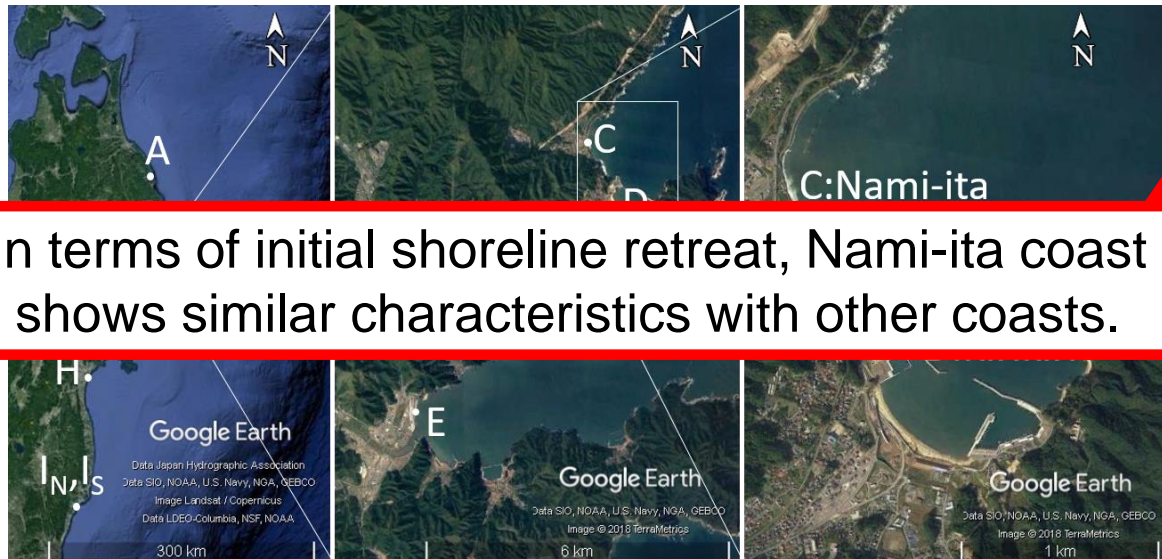 N
N
N
A
C
D
C:Nami-ita
n terms of initial shoreline retreat, Nami-ita coast
shows similar characteristics with other coasts.
H
E
Google Earth
Data Japan Hydrographic Association
Data SIO, NOAA, U.S. Navy, NGA, GEBCO
Image Landsat / Copernicus
Data LDEO-Columbia, NSF, NOAA
I_N, I_S
300 km
Google Earth
Data SIO, NOAA, U.S. Navy, NGA, GEBCO
Image © 2018 TerraMetrics
6 km
Google Earth
Data SIO, NOAA, U.S. Navy, NGA, GEBCO
Image © 2018 TerraMetrics
1 km